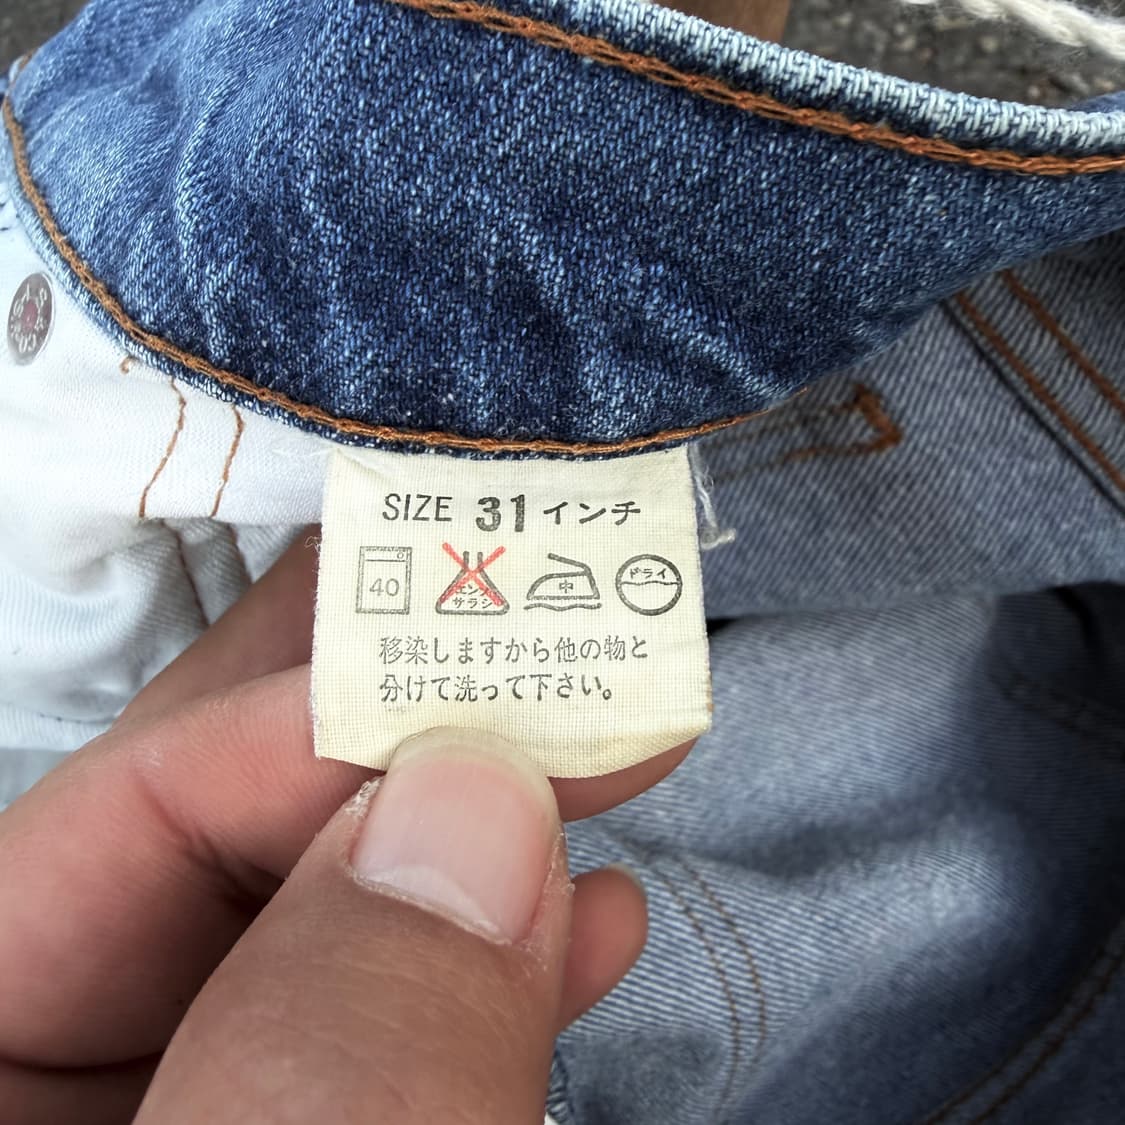 SIZE 31 インチ
40 エンソ サラシ 中 ドライ
移染しますから他の物と
分けて洗って下さい。